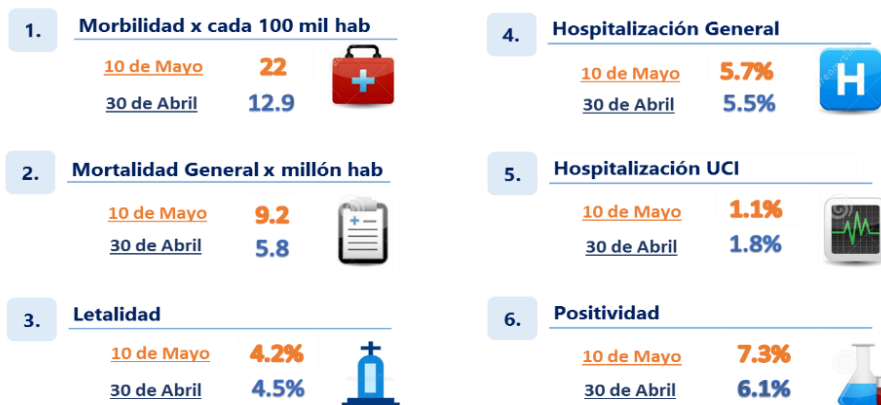 1. Morbilidad x cada 100 mil hab
10 de Mayo 22
30 de Abril 12.9
2. Mortalidad General x millón hab
10 de Mayo 9.2
30 de Abril 5.8
3. Letalidad
10 de Mayo 4.2%
30 de Abril 4.5%
4. Hospitalización General
10 de Mayo 5.7%
30 de Abril 5.5%
H
5. Hospitalización UCI
10 de Mayo 1.1%
30 de Abril 1.8%
6. Positividad
10 de Mayo 7.3%
30 de Abril 6.1%